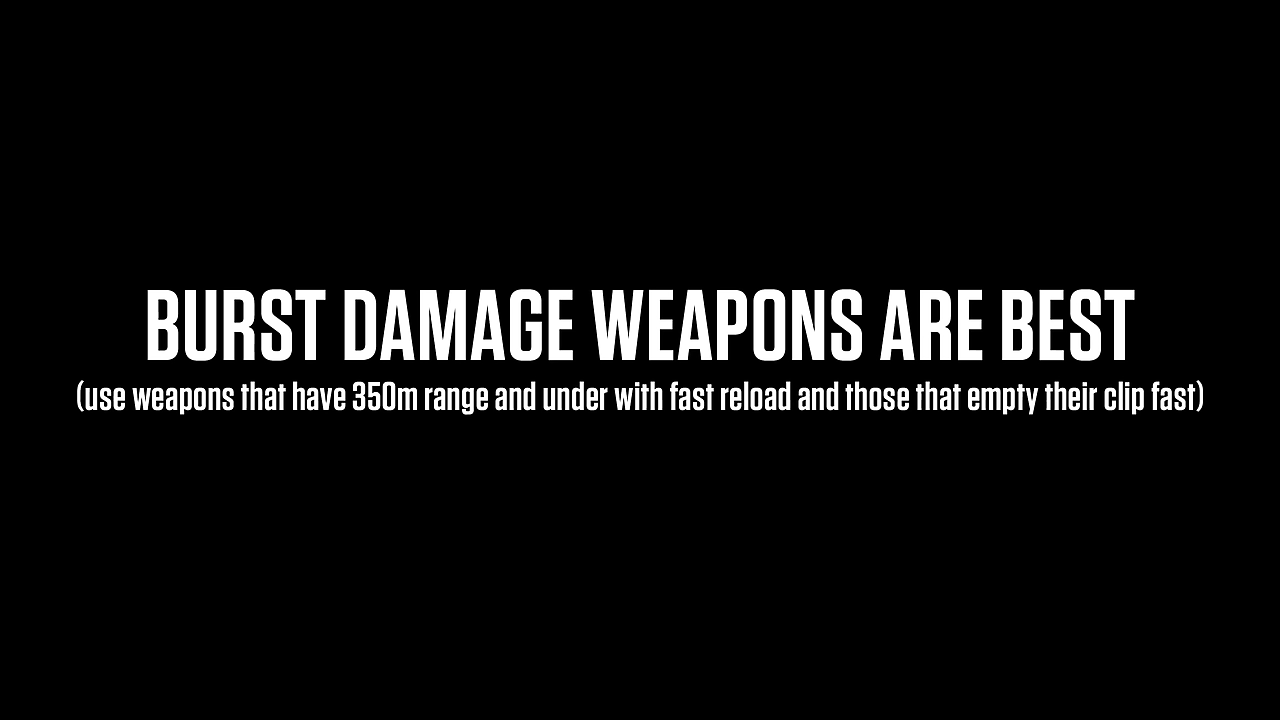 BURST DAMAGE WEAPONS ARE BEST
(use weapons that have 350m range and under with fast reload and those that empty their clip fast)